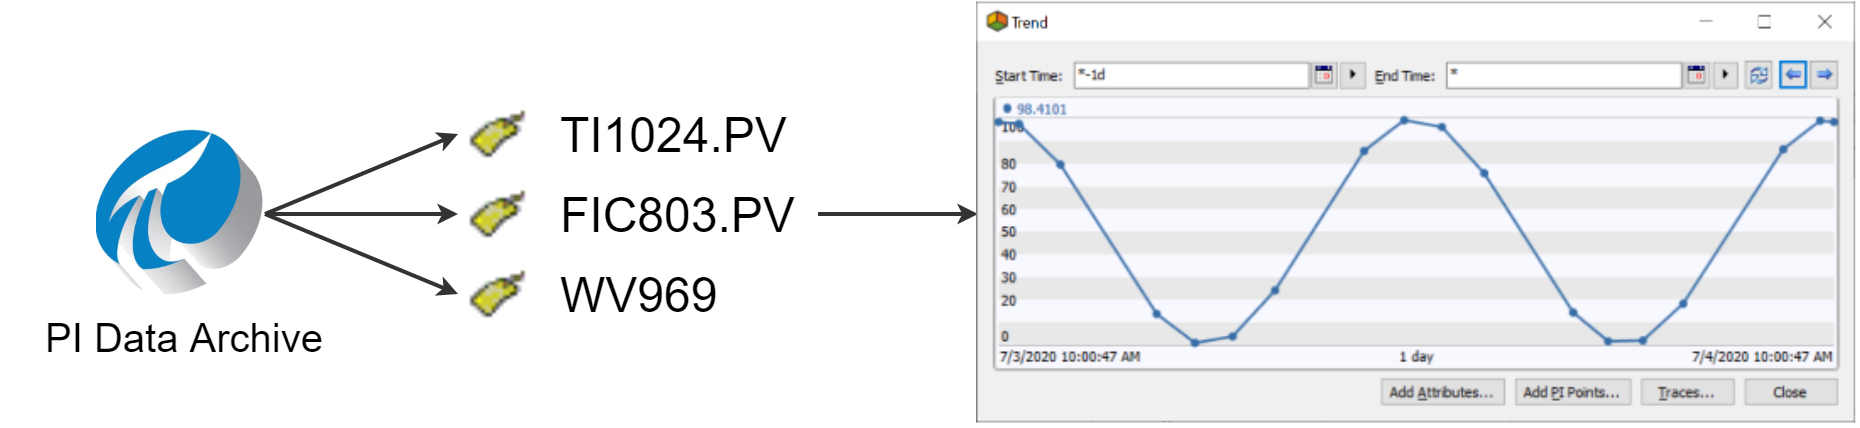 TI1024.PV
FIC803.PV
WV969
PI Data Archive
Trend
Start Time: *-1d End Time: *
98.4101
100
80
70
60
50
40
30
20
0
7/3/2020 10:00:47 AM 1 day 7/4/2020 10:00:47 AM
Add Attributes... Add PI Points... Traces... Close